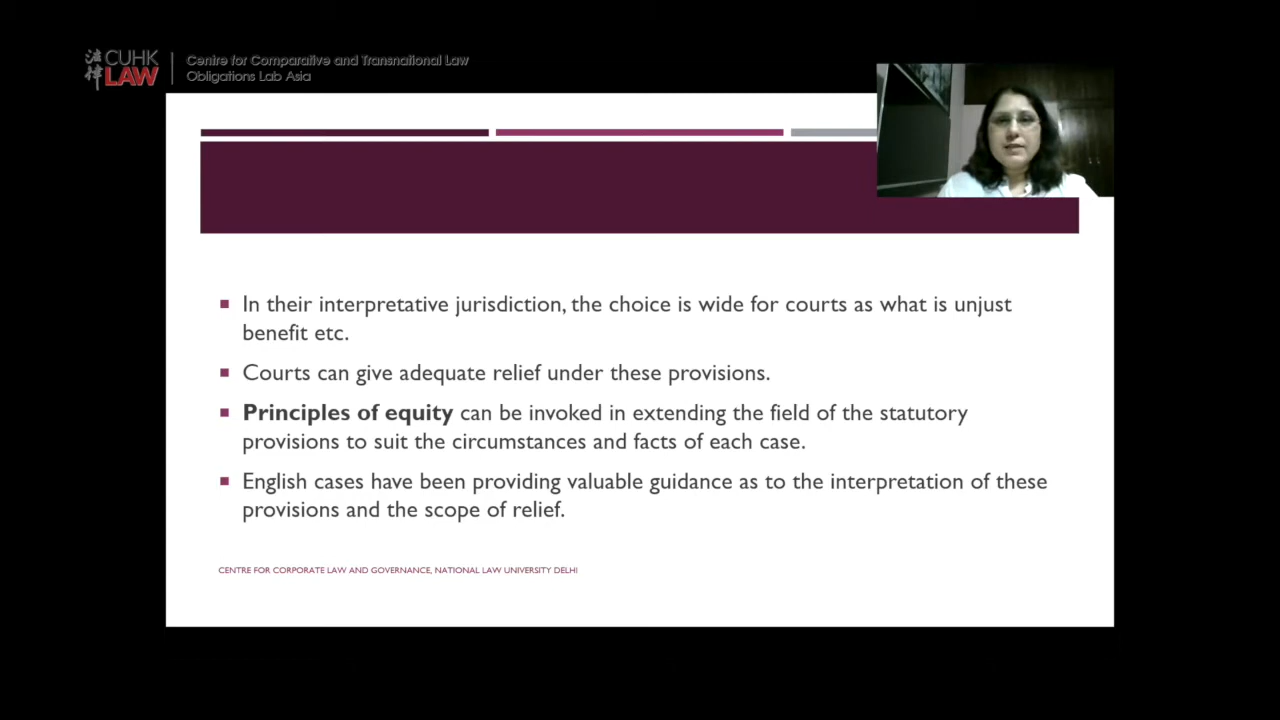 法律 CUHK LAW
Centre for Comparative and Transnational Law
Obligations Lab Asia
In their interpretative jurisdiction, the choice is wide for courts as what is unjust
benefit etc.
Courts can give adequate relief under these provisions.
Principles of equity can be invoked in extending the field of the statutory
provisions to suit the circumstances and facts of each case.
English cases have been providing valuable guidance as to the interpretation of these
provisions and the scope of relief.
CENTRE FOR CORPORATE LAW AND GOVERNANCE, NATIONAL LAW UNIVERSITY DELHI